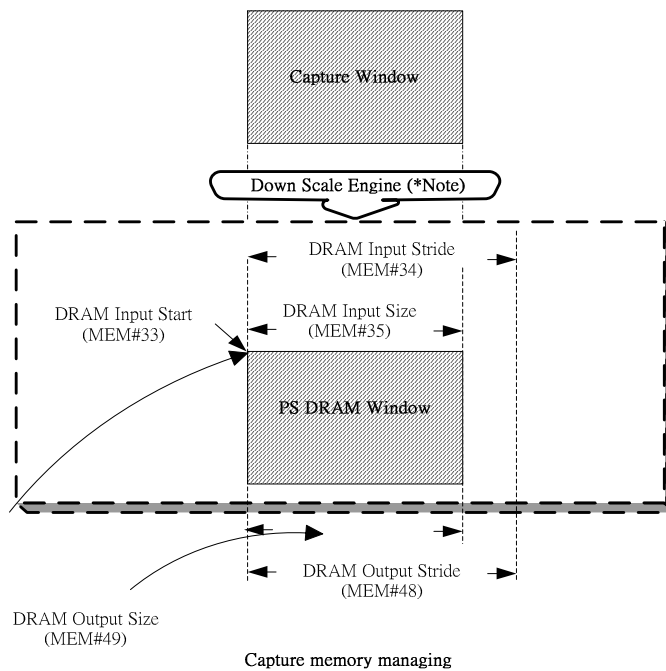 Capture Window
Down Scale Engine (*Note)
DRAM Input Stride
(MEM#34)
DRAM Input Start
(MEM#33)
DRAM Input Size
(MEM#35)
PS DRAM Window
DRAM Output Stride
(MEM#48)
DRAM Output Size
(MEM#49)
Capture memory managing